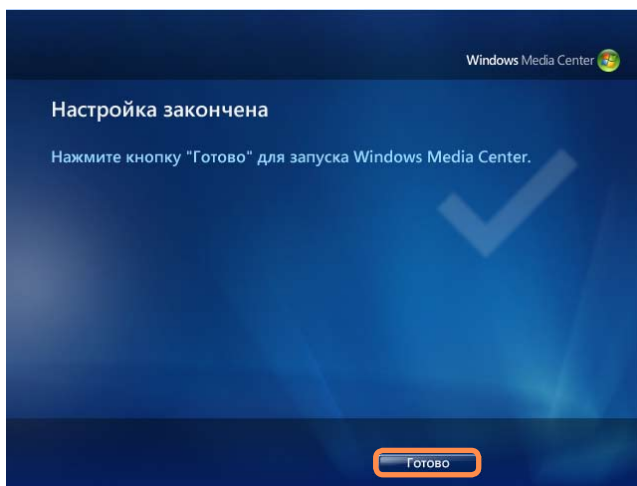 Windows Media Center
Настройка закончена
Нажмите кнопку "Готово" для запуска Windows Media Center.
Готово